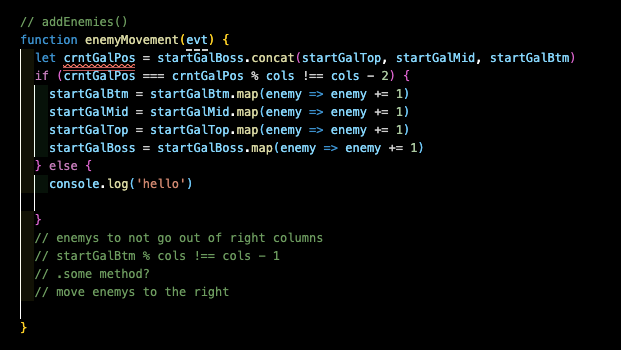 // addEnemies()
function enemyMovement(evt) {
let crntGalPos = startGalBoss.concat(startGalTop, startGalMid, startGalBtm)
if (crntGalPos === crntGalPos % cols !== cols - 2) {
startGalBtm = startGalBtm.map(enemy => enemy += 1)
startGalMid = startGalMid.map(enemy => enemy += 1)
startGalTop = startGalTop.map(enemy => enemy += 1)
startGalBoss = startGalBoss.map(enemy => enemy += 1)
} else {
console.log('hello')
}
// enemys to not go out of right columns
// startGalBtm % cols !== cols - 1
// .some method?
// move enemys to the right
}